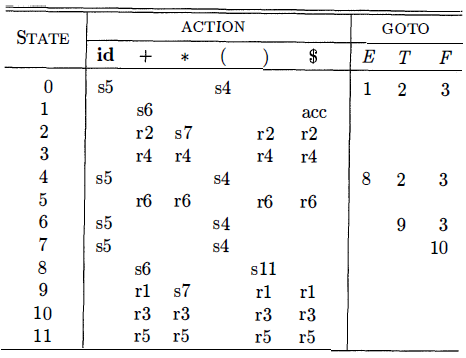 STATE ACTION GOTO
id + * ( ) $ E T F
0 s5 s4 1 2 3
1 s6 acc
2 r2 s7 r2 r2
3 r4 r4 r4 r4
4 s5 s4 8 2 3
5 r6 r6 r6 r6
6 s5 s4 9 3
7 s5 s4 10
8 s6 s11
9 r1 s7 r1 r1
10 r3 r3 r3 r3
11 r5 r5 r5 r5